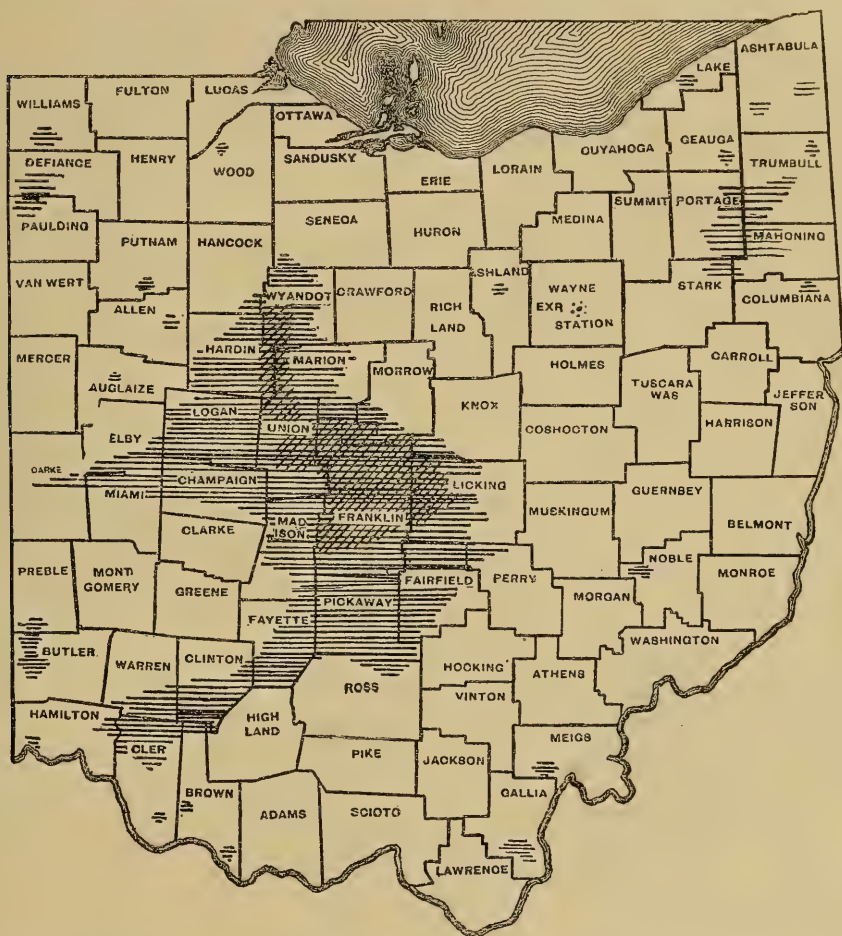 ASHTABULA
LAKE
WILLIAMS
FULTON
LUCAS
OTTAWA
GEAUGA
CUYAHOGA
TRUMBULL
DEFIANCE
HENRY
WOOD
SANDUSKY
ERIE
LORAIN
SUMMIT
PORTAGE
MEDINA
PAULDING
SENECA
HURON
MAHONING
PUTNAM
HANCOCK
ASHLAND
VAN WERT
WYANDOT
CRAWFORD
RICH
LAND
WAYNE
EXP.
STATION
STARK
COLUMBIANA
ALLEN
HARDIN
MARION
MORROW
HOLMES
CARROLL
MERCER
AUGLAIZE
TUSCARA
WAS
JEFFER
SON
LOGAN
UNION
KNOX
COSHOCTON
HARRISON
ELBY
DARKE
CHAMPAIGN
LICKING
MIAMI
GUERNSEY
MUSKINGUM
BELMONT
CLARKE
MAD
ISON
FRANKLIN
NOBLE
PREBLE
MONT
GOMERY
GREENE
FAIRFIELD
PERRY
MONROE
PICKAWAY
MORGAN
FAYETTE
WASHINGTON
BUTLER
WARREN
CLINTON
HOCKING
ATHENS
ROSS
VINTON
HAMILTON
HIGH
LAND
MEIGS
CLER
PIKE
JACKSON
BROWN
ADAMS
SCIOTO
GALLIA
LAWRENCE